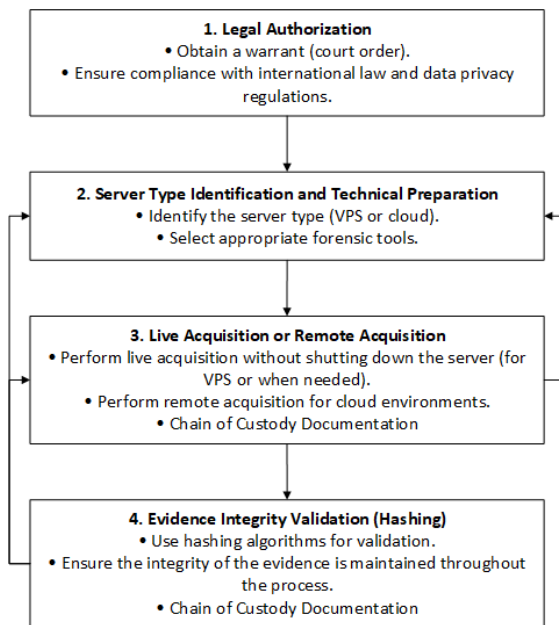 1. Legal Authorization
• Obtain a warrant (court order).
• Ensure compliance with international law and data privacy
regulations.
2. Server Type Identification and Technical Preparation
• Identify the server type (VPS or cloud).
• Select appropriate forensic tools.
3. Live Acquisition or Remote Acquisition
• Perform live acquisition without shutting down the server (for
VPS or when needed).
• Perform remote acquisition for cloud environments.
• Chain of Custody Documentation
4. Evidence Integrity Validation (Hashing)
• Use hashing algorithms for validation.
• Ensure the integrity of the evidence is maintained throughout
the process.
• Chain of Custody Documentation